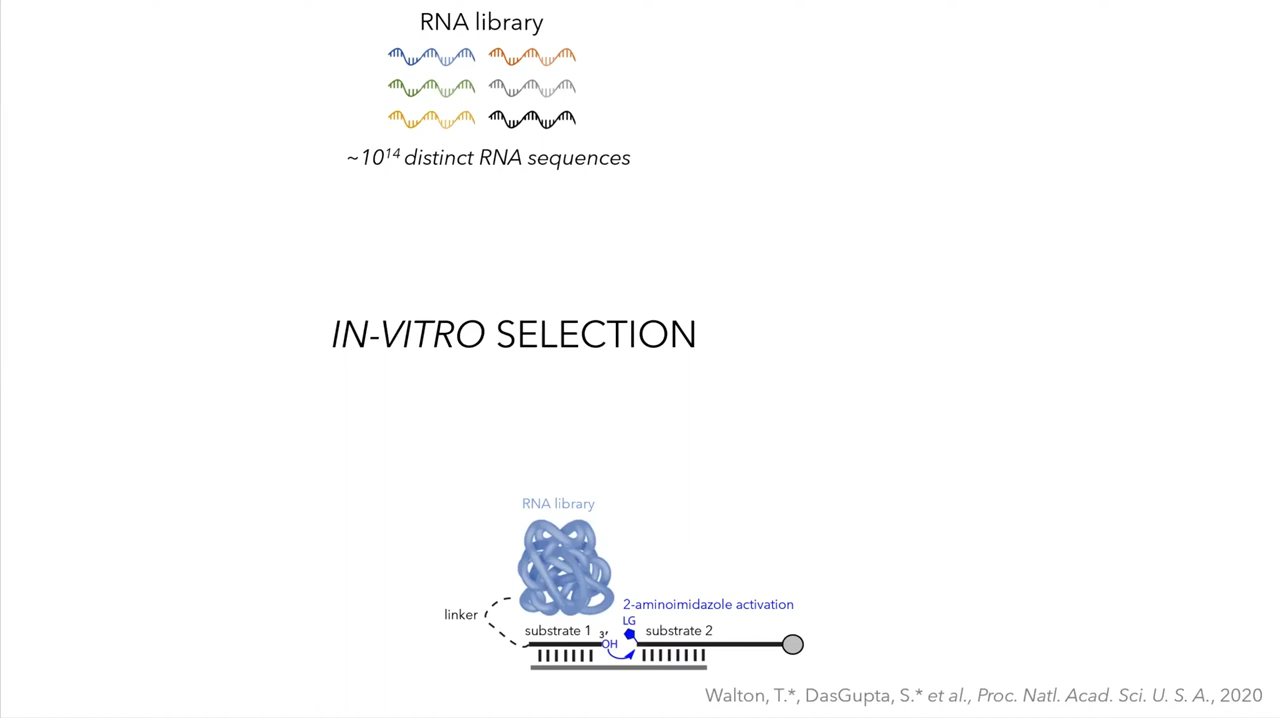 RNA library
~10¹⁴ distinct RNA sequences
IN-VITRO SELECTION
RNA library
2-aminoimidazole activation
linker
LG
substrate 1
3′
substrate 2
OH
Walton, T.*, DasGupta, S.* et al., Proc. Natl. Acad. Sci. U. S. A., 2020